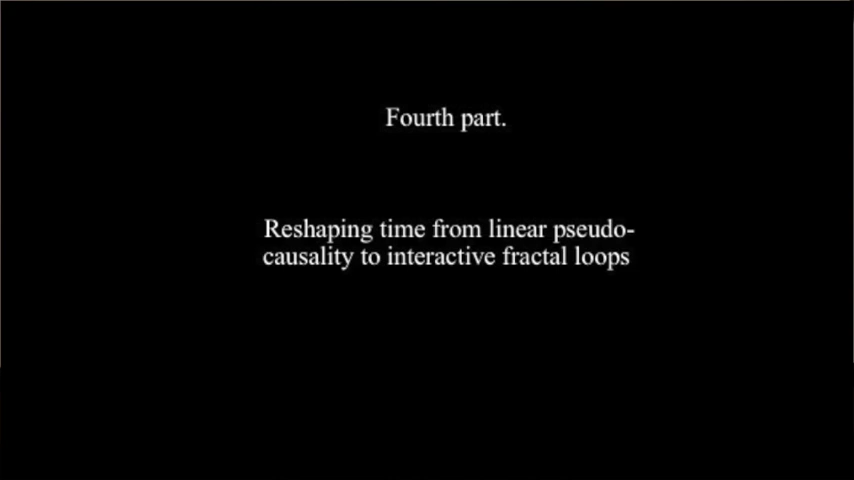 Fourth part.
Reshaping time from linear pseudo-
causality to interactive fractal loops